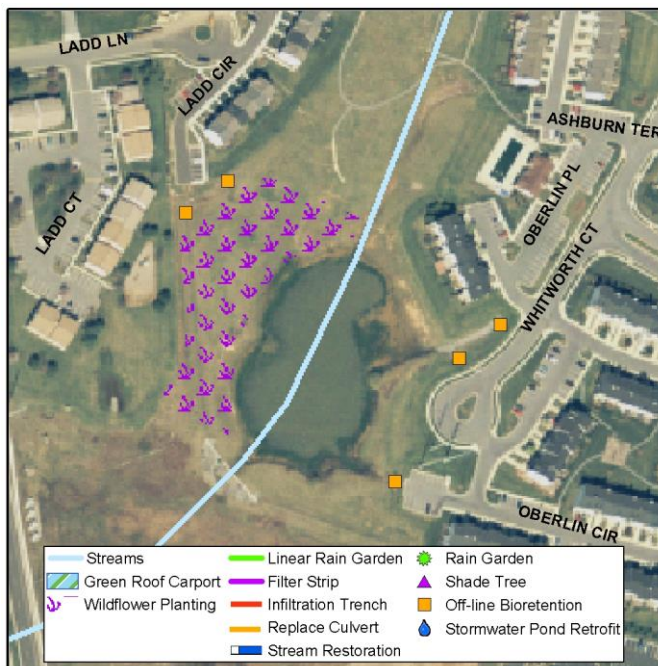 LADD LN
LADD CIR
ASHBURN TER
LADD CT
OBERLIN PL
WHITWORTH CT
OBERLIN CIR
Streams
Green Roof Carport
Wildflower Planting
Linear Rain Garden
Filter Strip
Infiltration Trench
Replace Culvert
Stream Restoration
Rain Garden
Shade Tree
Off-line Bioretention
Stormwater Pond Retrofit